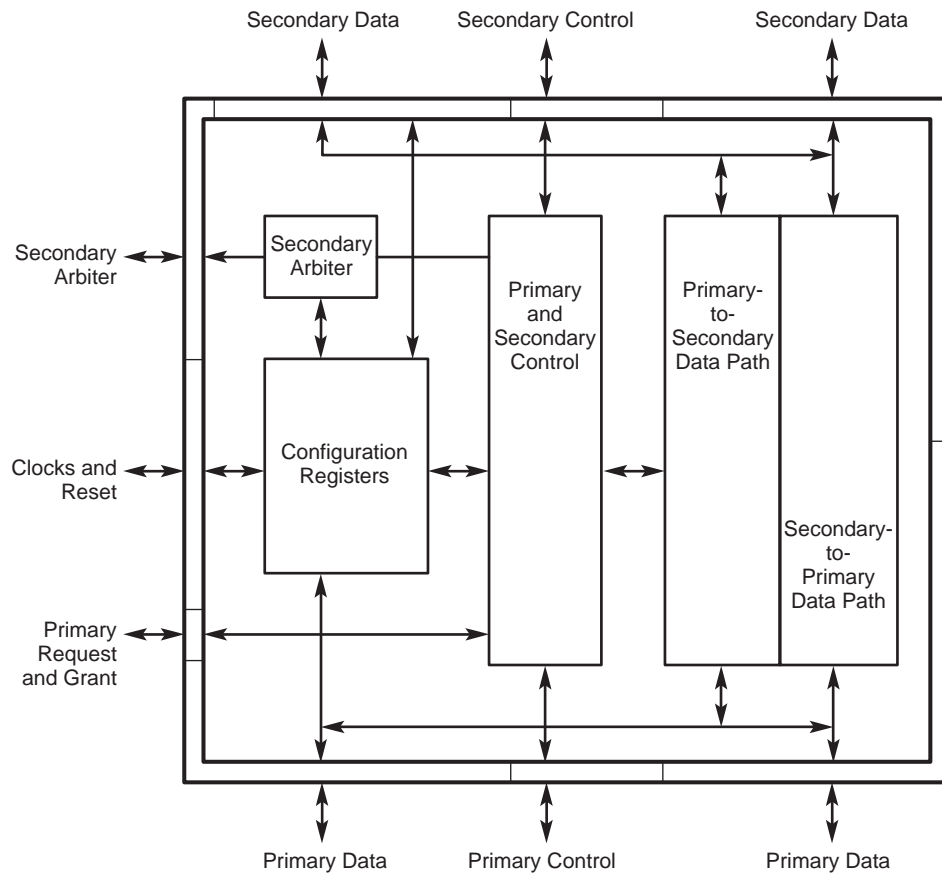 Secondary Data
Secondary Control
Secondary Data
Secondary
Arbiter
Secondary
Arbiter
Primary
and
Secondary
Control
Primary-
to-
Secondary
Data Path
Clocks and
Reset
Configuration
Registers
Secondary-
to-
Primary
Data Path
Primary
Request
and Grant
Primary Data
Primary Control
Primary Data